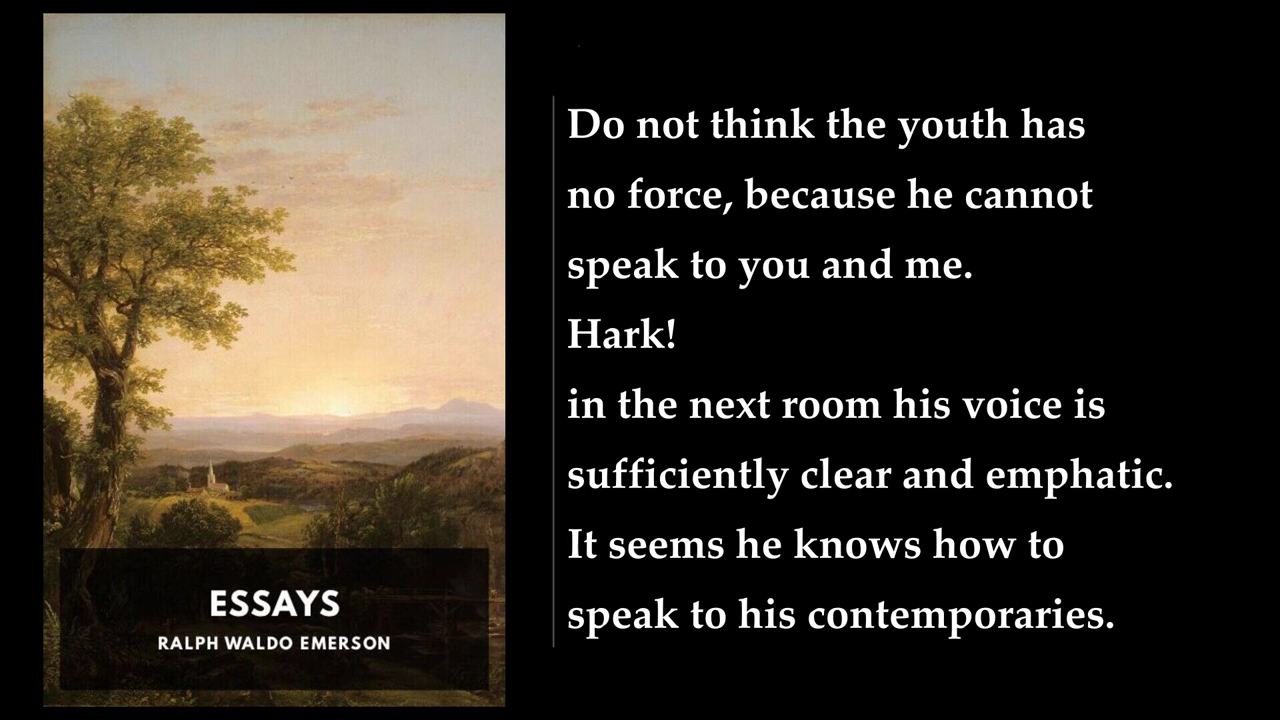 ESSAYS
RALPH WALDO EMERSON
Do not think the youth has
no force, because he cannot
speak to you and me.
Hark!
in the next room his voice is
sufficiently clear and emphatic.
It seems he knows how to
speak to his contemporaries.